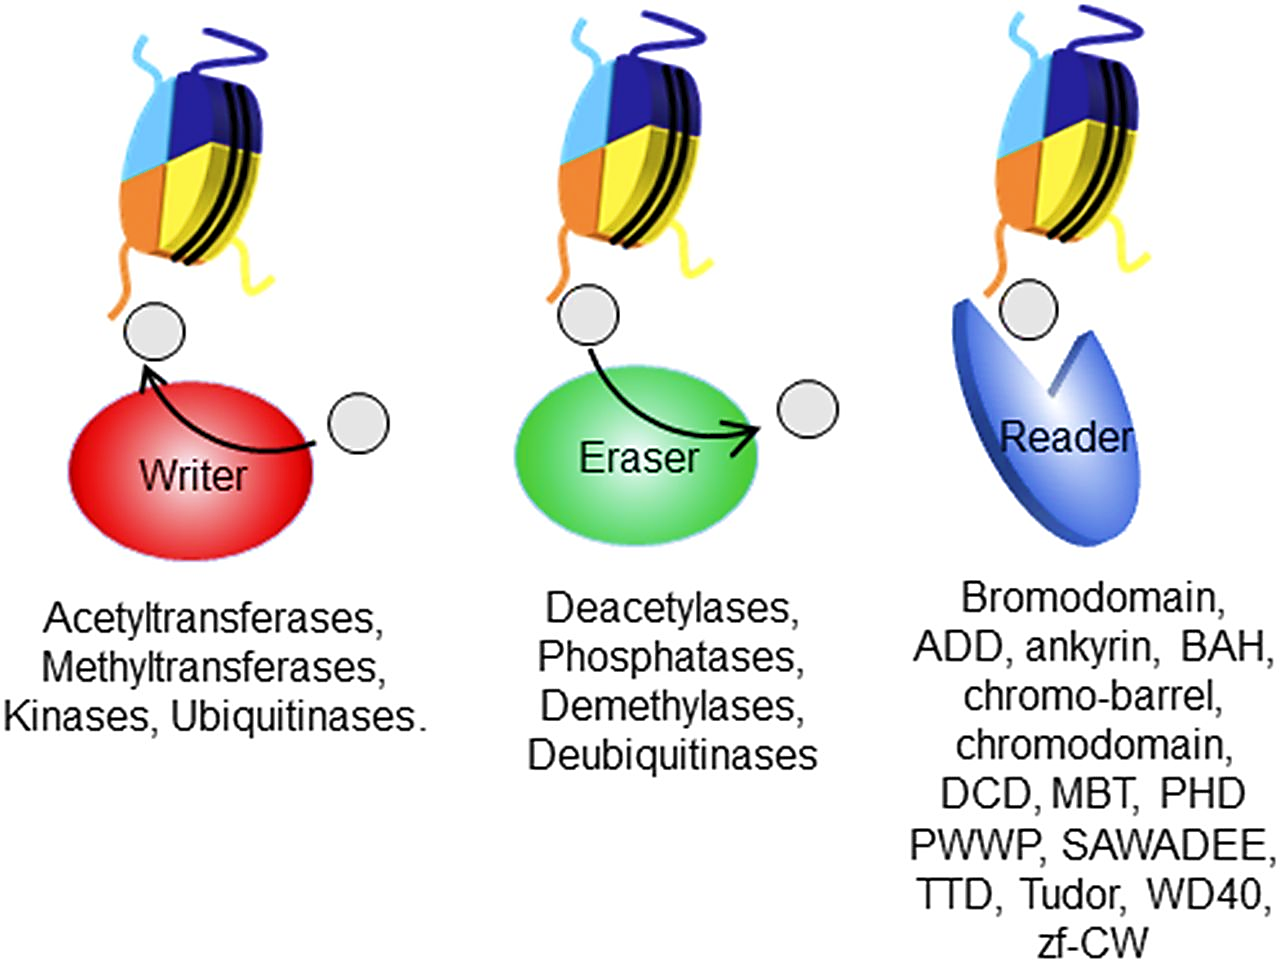 Writer
Acetyltransferases,
Methyltransferases,
Kinases, Ubiquitinases.
Eraser
Deacetylases,
Phosphatases,
Demethylases,
Deubiquitinases
Reader
Bromodomain,
ADD, ankyrin, BAH,
chromo-barrel,
chromodomain,
DCD, MBT, PHD
PWWP, SAWADEE,
TTD, Tudor, WD40,
zf-CW